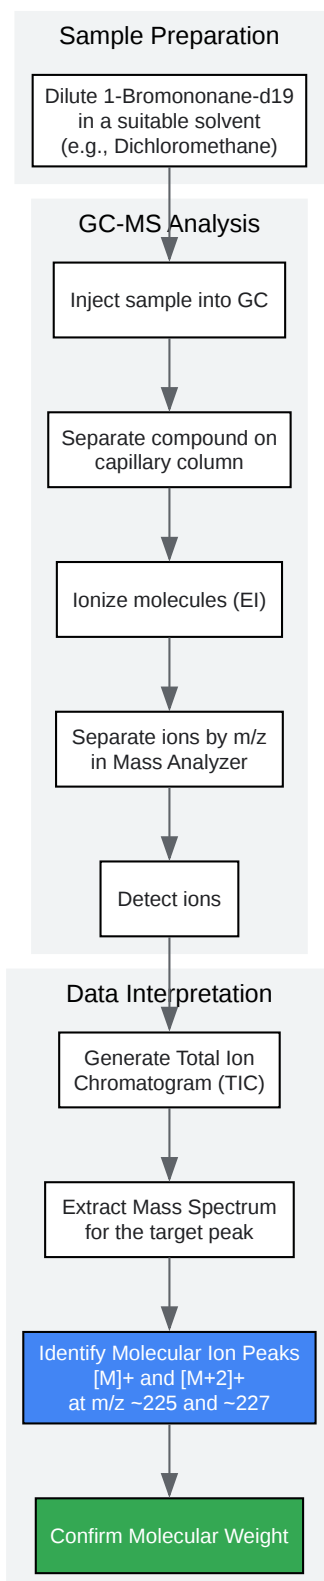 Sample Preparation
Dilute 1-Bromononane-d19
in a suitable solvent
(e.g., Dichloromethane)
GC-MS Analysis
Inject sample into GC
Separate compound on
capillary column
Ionize molecules (EI)
Separate ions by m/z
in Mass Analyzer
Detect ions
Data Interpretation
Generate Total Ion
Chromatogram (TIC)
Extract Mass Spectrum
for the target peak
Identify Molecular Ion Peaks
[M]+ and [M+2]+
at m/z ~225 and ~227
Confirm Molecular Weight